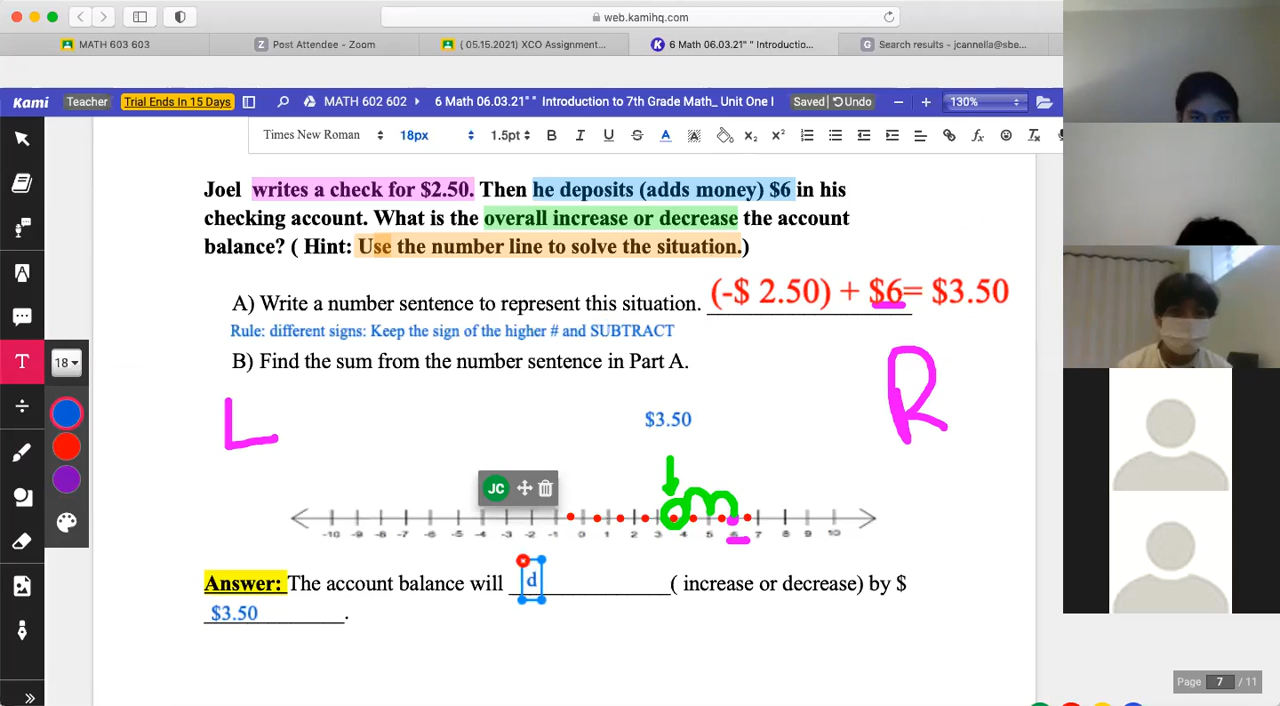 web.kamihq.com
MATH 603 603
Post Attendee - Zoom
( 05.15.2021) XCO Assignment...
6 Math 06.03.21" " Introductio...
Search results - jcannella@sbe...
Kami Teacher Trial Ends In 15 Days MATH 602 602 6 Math 06.03.21" " Introduction to 7th Grade Math_ Unit One I Saved Undo 130%
Times New Roman 18px 1.5pt B I U S A X₂ X²
Joel writes a check for $2.50. Then he deposits (adds money) $6 in his
checking account. What is the overall increase or decrease the account
balance? ( Hint: Use the number line to solve the situation.)
A) Write a number sentence to represent this situation. (-$ 2.50) + $6= $3.50
Rule: different signs: Keep the sign of the higher # and SUBTRACT
B) Find the sum from the number sentence in Part A.
L
R
$3.50
JC
-10 -9 -8 -7 -6 -5 -4 -3 -2 -1 0 1 2 3 4 5 6 7 8 9 10
Answer: The account balance will d ( increase or decrease) by $
$3.50.
T 18
Page 7 / 11